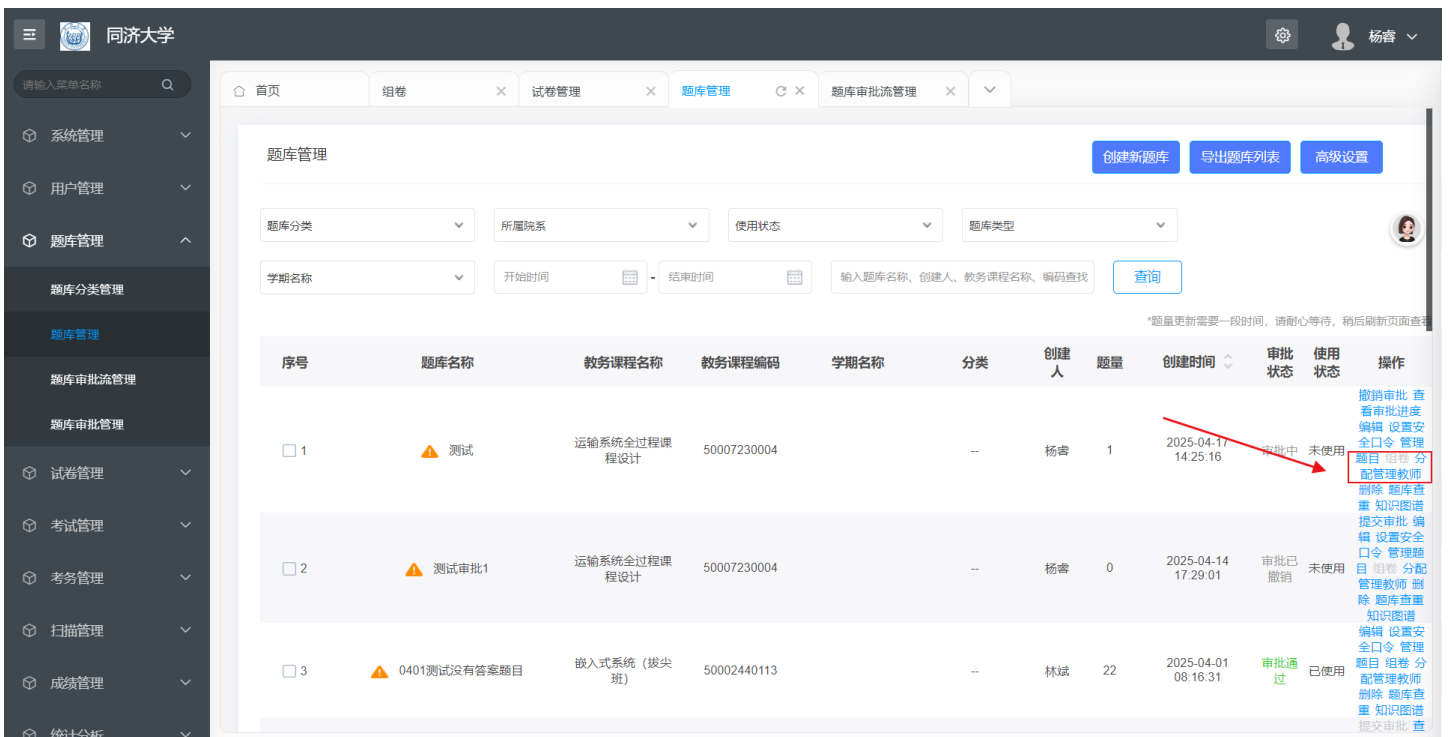 同济大学
杨睿
请输入菜单名称
首页
组卷
试卷管理
题库管理
题库审批流管理
系统管理
用户管理
题库管理
题库分类管理
题库管理
题库审批流管理
题库审批管理
试卷管理
考试管理
考务管理
扫描管理
成绩管理
统计分析
题库管理
创建新题库
导出题库列表
高级设置
题库分类
所属院系
使用状态
题库类型
学期名称
开始时间
-
结束时间
输入题库名称、创建人、教务课程名称、编码查找
查询
*题量更新需要一段时间，请耐心等待，稍后刷新页面查看
序号
题库名称
教务课程名称
教务课程编码
学期名称
分类
创建
人
题量
创建时间
审批
状态
使用
状态
操作
1
测试
运输系统全过程课
程设计
50007230004
--
杨睿
1
2025-04-17
14:25:16
审批中
未使用
撤销审批 查
看审批进度
编辑 设置安
全口令 管理
题目 组卷 分
配管理教师
删除 题库查
重 知识图谱
2
测试审批1
运输系统全过程课
程设计
50007230004
--
杨睿
0
2025-04-14
17:29:01
审批已
撤销
未使用
提交审批 编
辑 设置安全
口令 管理题
目 组卷 分配
管理教师 删
除 题库查重
知识图谱
3
0401测试没有答案题目
嵌入式系统（拔尖
班）
50002440113
--
林斌
22
2025-04-01
08:16:31
审批通
过
已使用
编辑 设置安
全口令 管理
题目 组卷 分
配管理教师
删除 题库查
重 知识图谱
提交审批 查